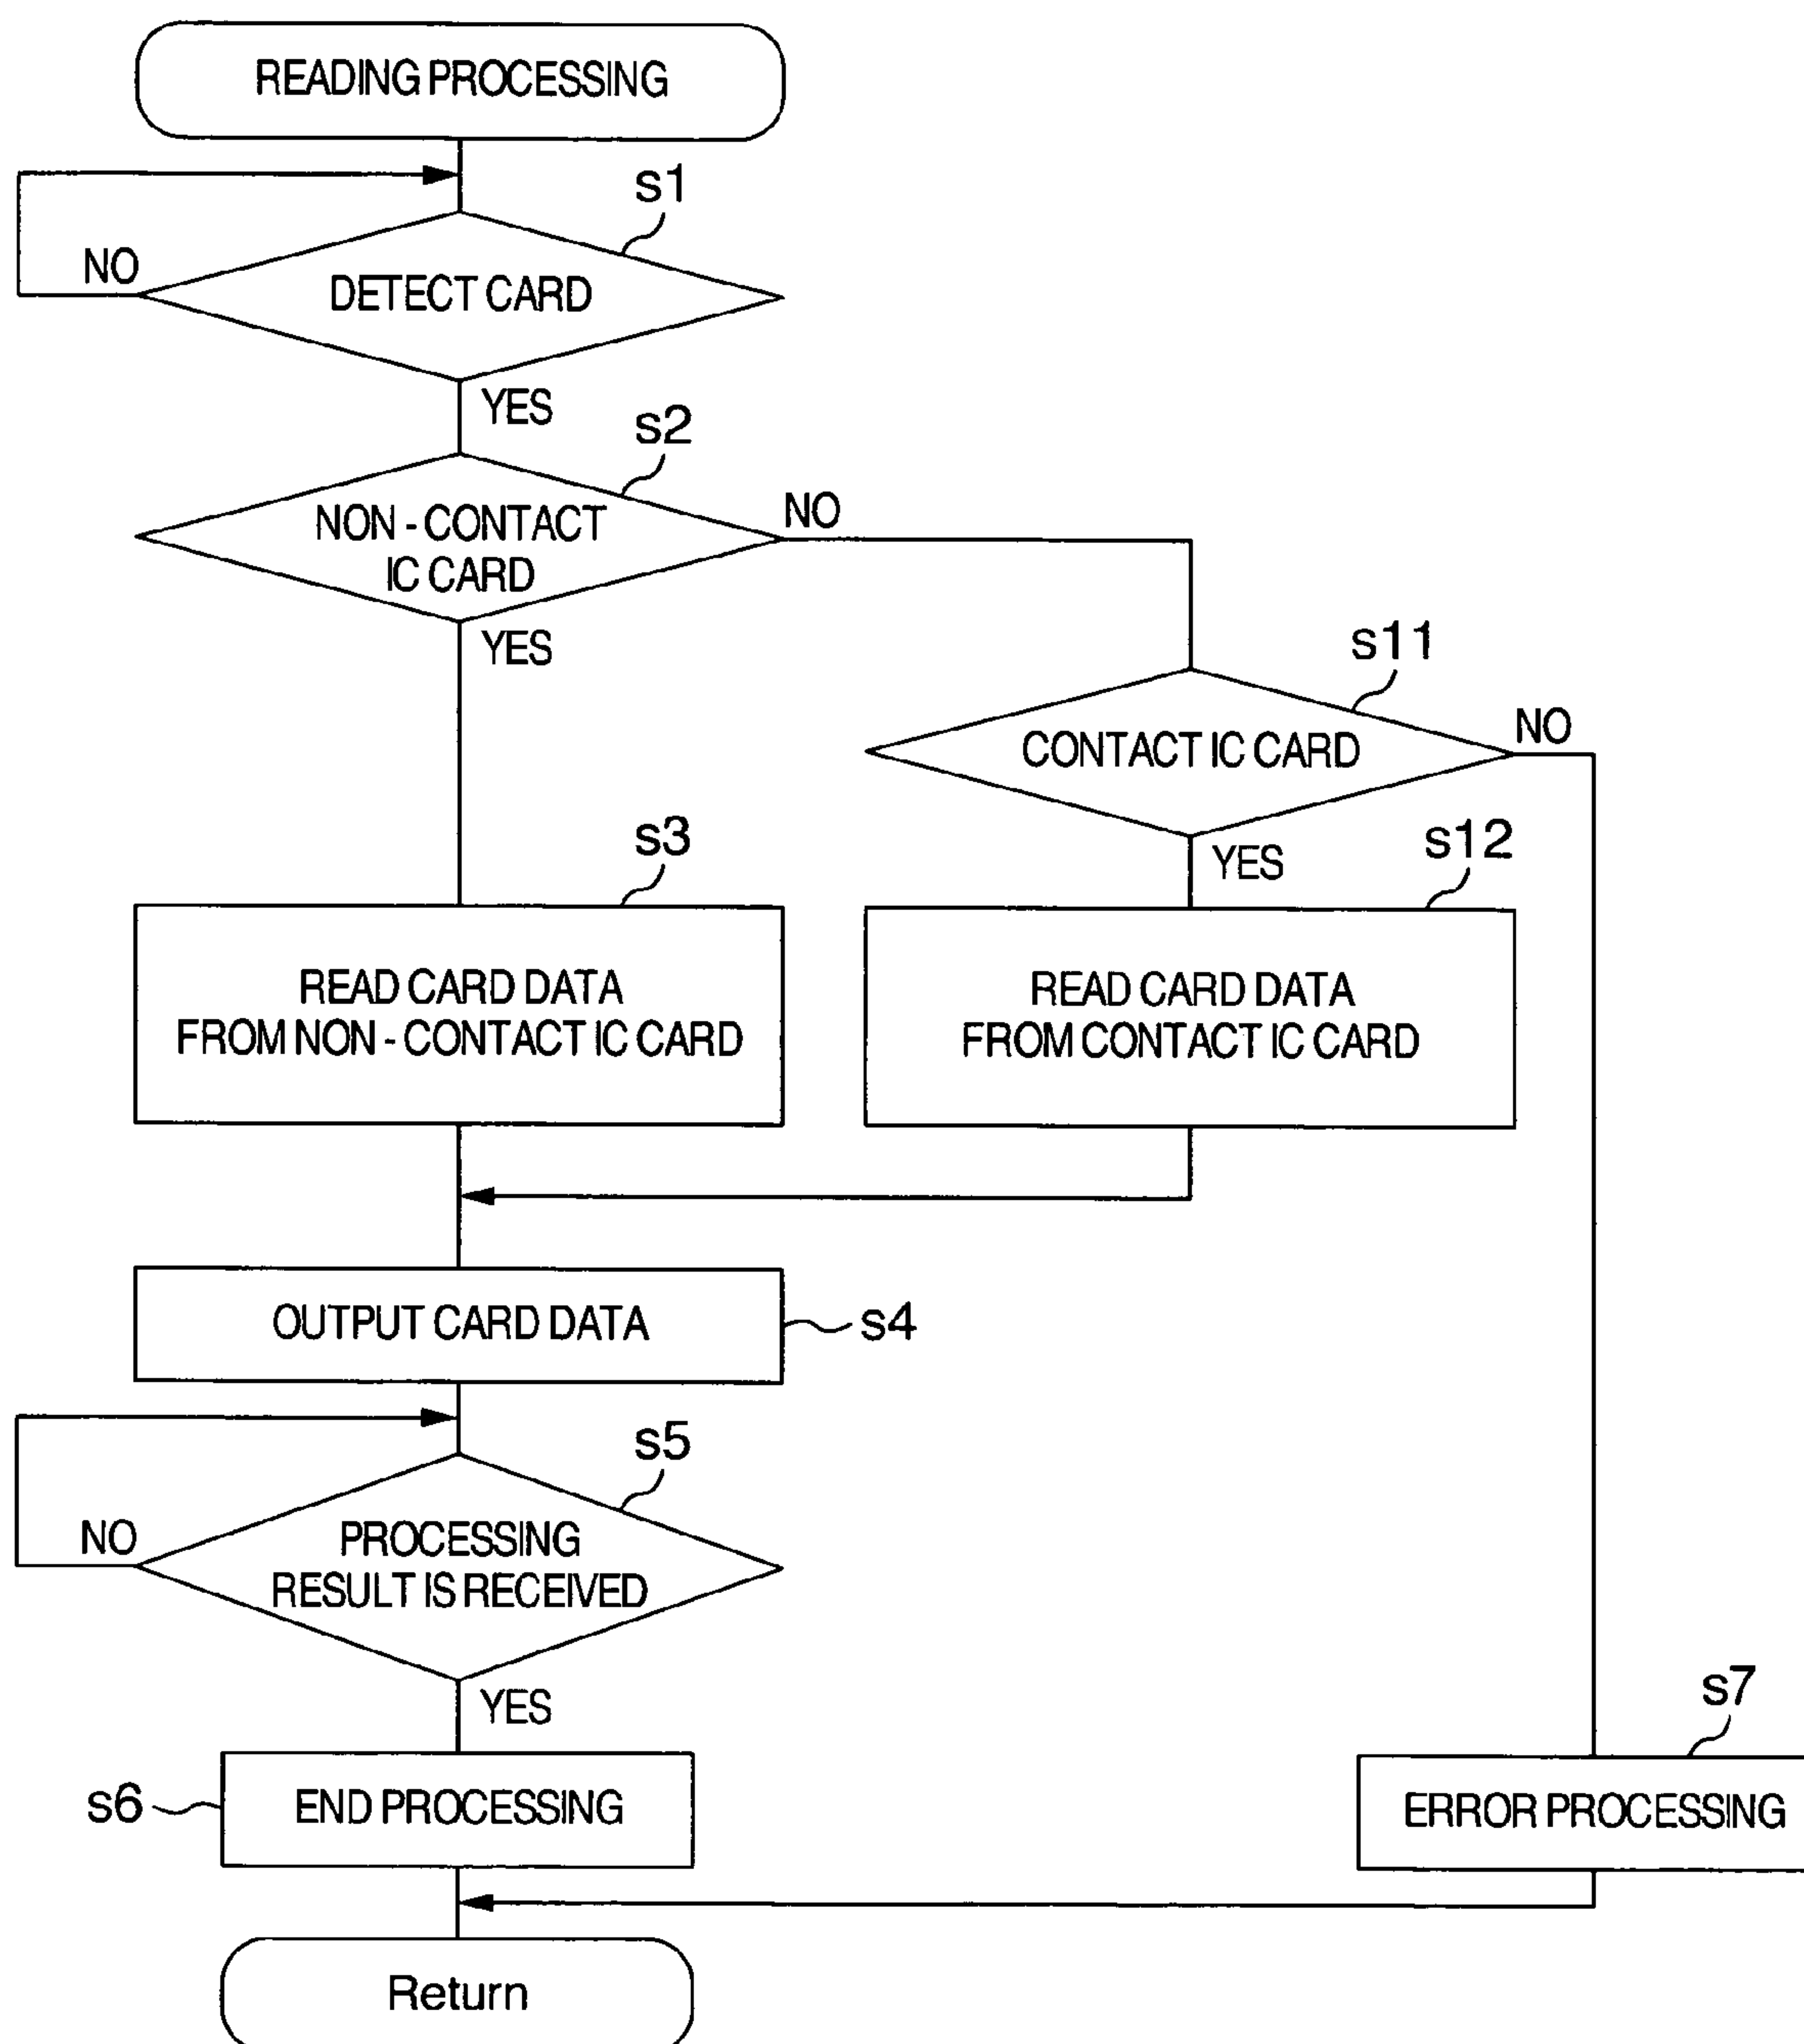 READING PROCESSING
s1
NO
DETECT CARD
YES
s2
NON - CONTACT
IC CARD
NO
YES
s11
CONTACT IC CARD
NO
YES
s3
s12
READ CARD DATA
FROM NON - CONTACT IC CARD
READ CARD DATA
FROM CONTACT IC CARD
OUTPUT CARD DATA
s4
s5
NO
PROCESSING
RESULT IS RECEIVED
YES
s7
s6
END PROCESSING
ERROR PROCESSING
Return